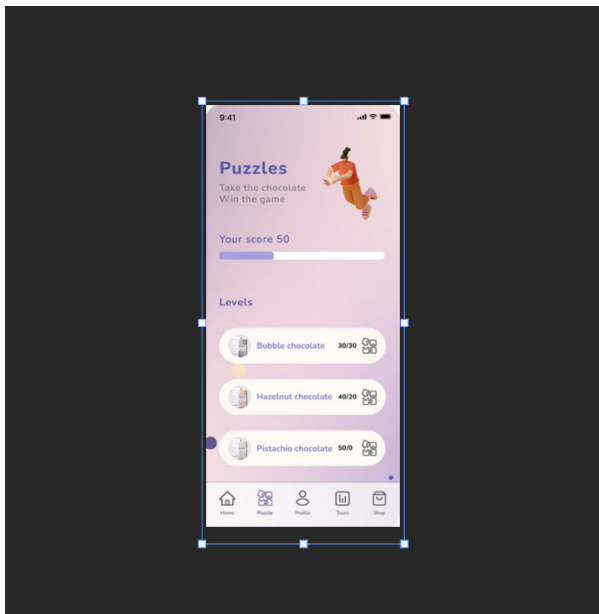 9:41
Puzzles
Take the chocolate
Win the game
Your score 50
Levels
Bubble chocolate 30/30
Hazelnut chocolate 40/20
Pistachio chocolate 50/0
Home Puzzle Profile Tours Shop